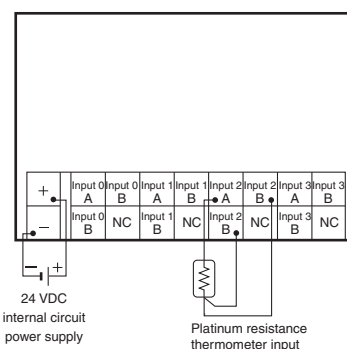 + Input 0 A Input 0 B Input 1 A Input 1 B Input 2 A Input 2 B Input 3 A Input 3 B
− Input 0 B NC Input 1 B NC Input 2 B NC Input 3 B NC
− +
24 VDC
internal circuit
power supply
Platinum resistance
thermometer input